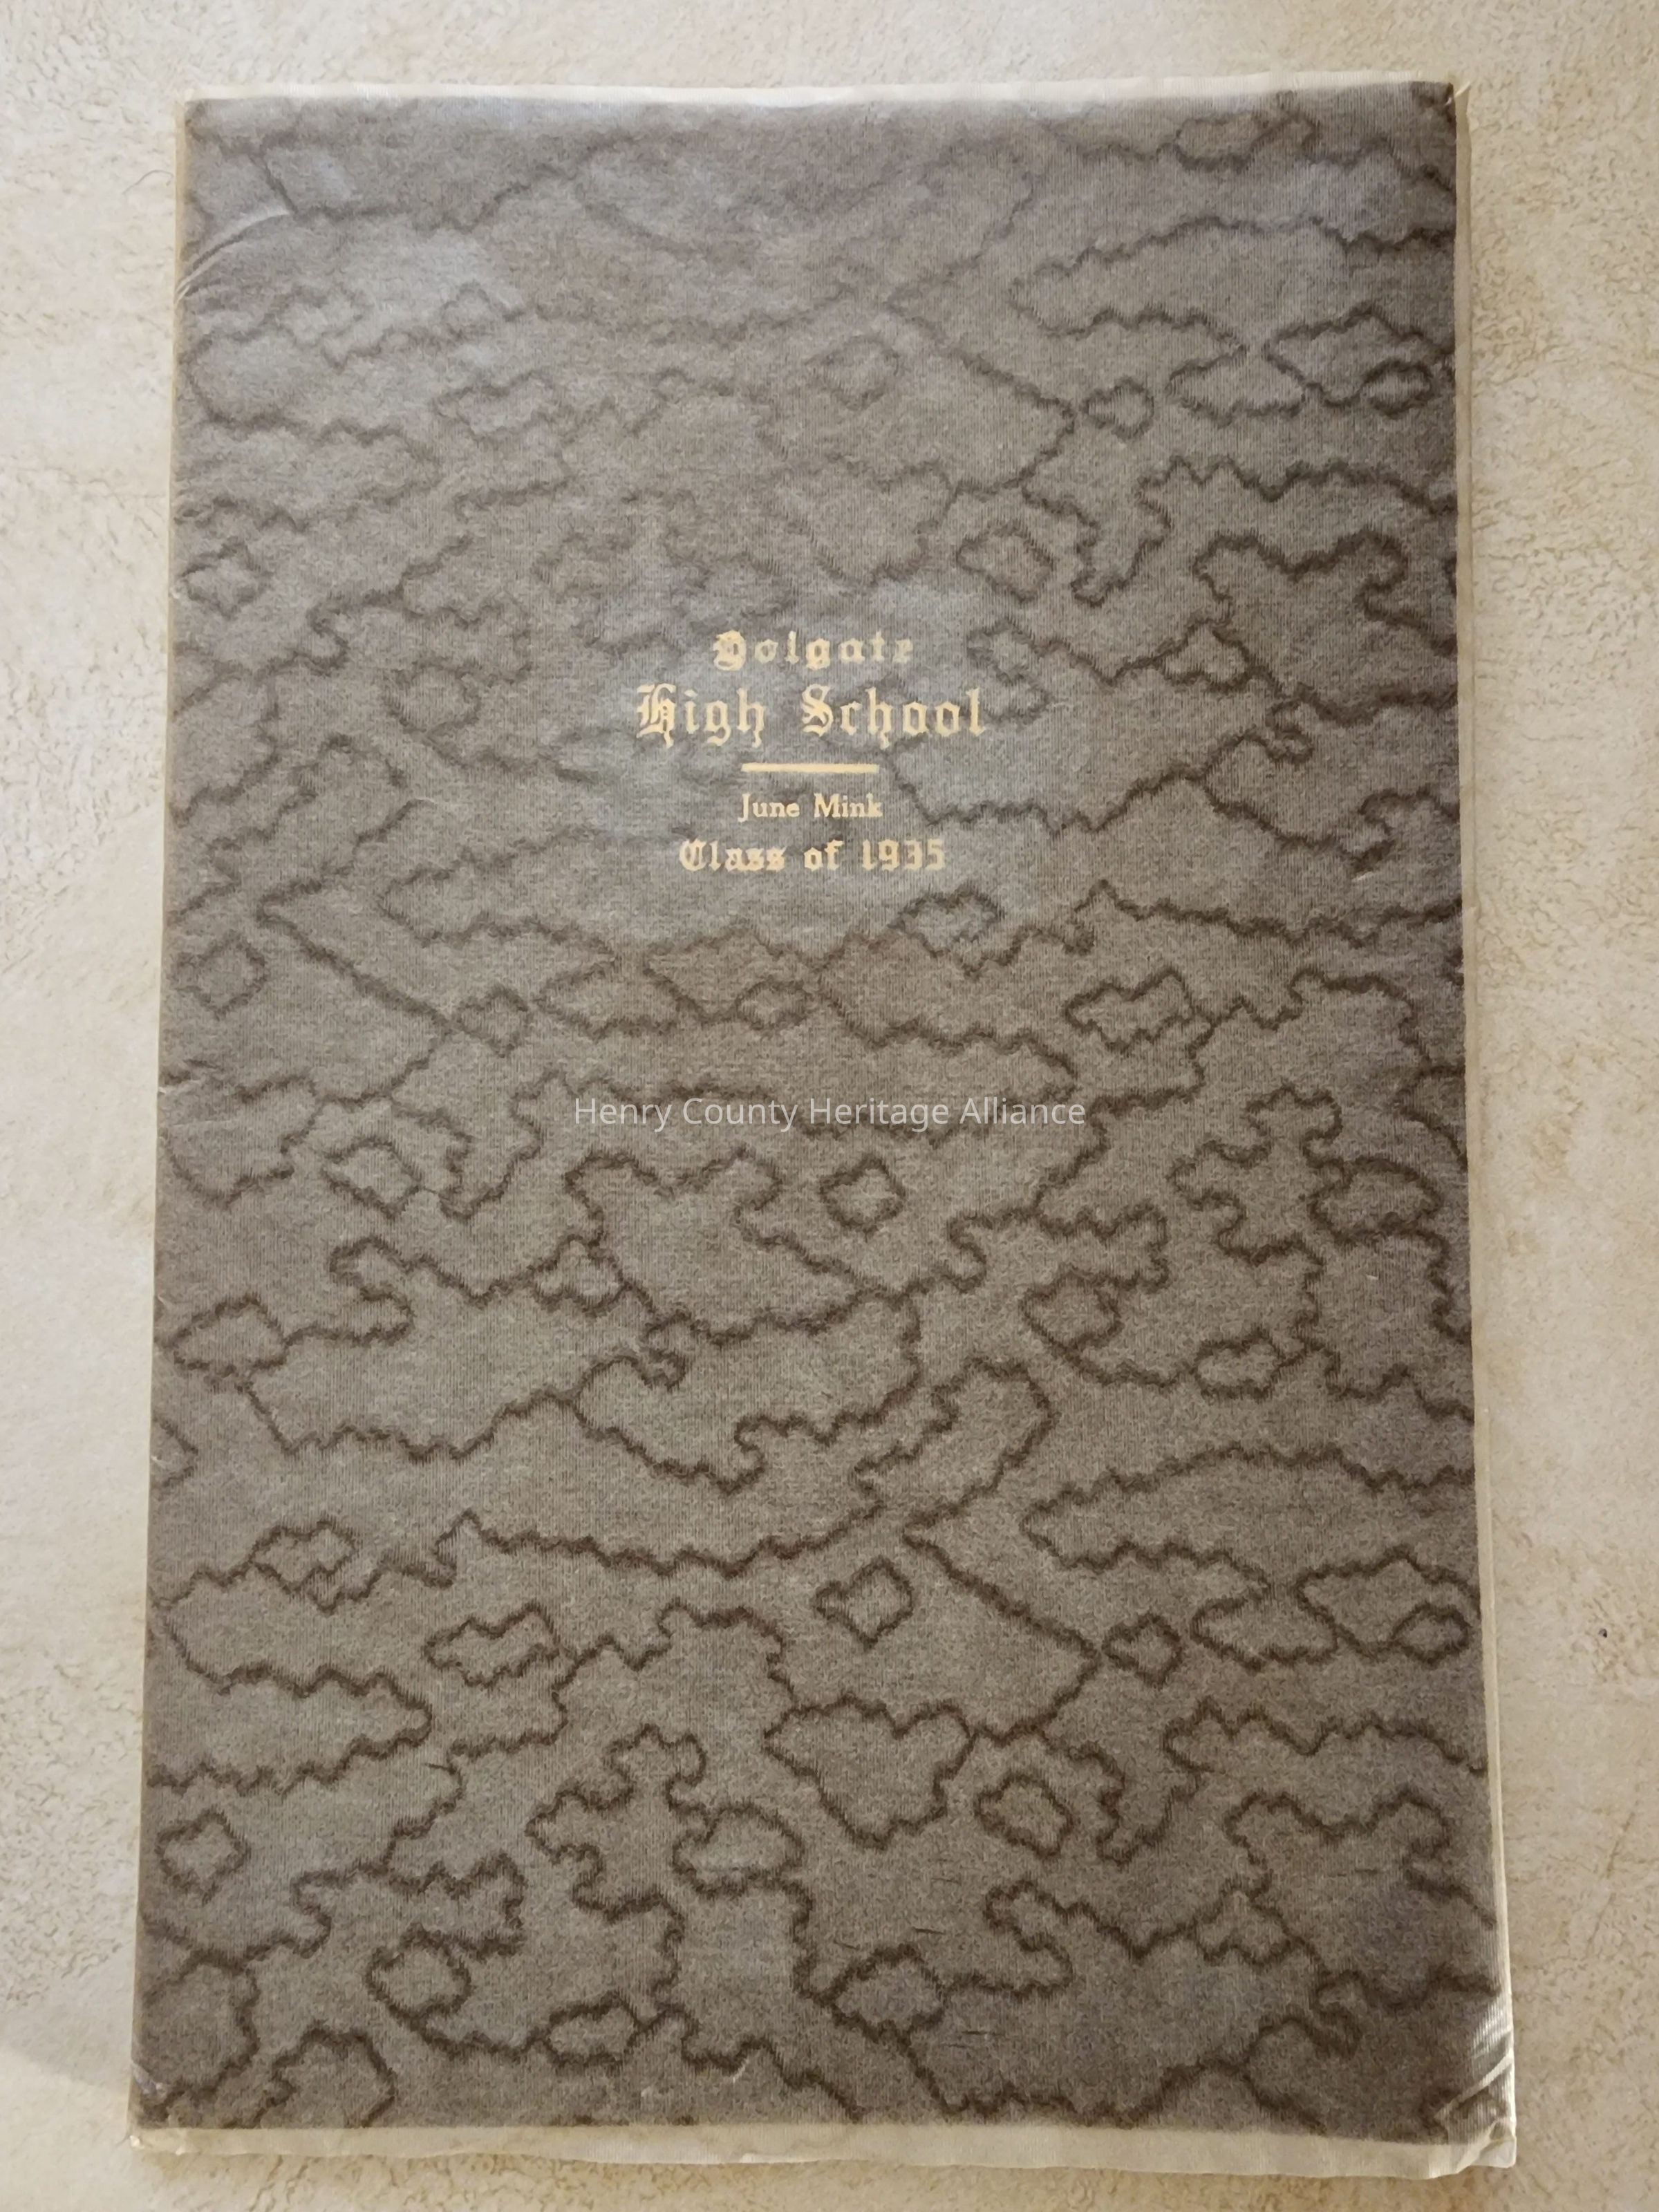 Holgate
High School
June Mink
Class of 1935
Henry County Heritage Alliance